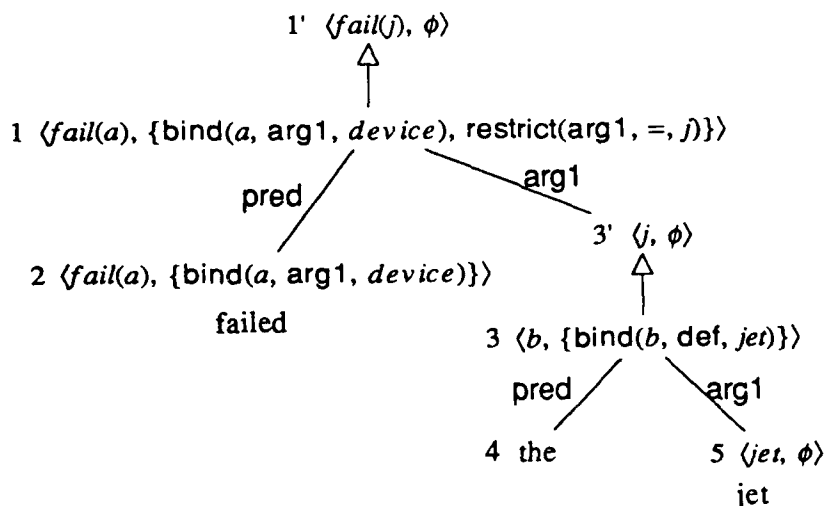 1' ⟨fail(j), ϕ⟩
1 ⟨fail(a), {bind(a, arg1, device), restrict(arg1, =, j)}⟩
pred arg1
3' ⟨j, ϕ⟩
2 ⟨fail(a), {bind(a, arg1, device)}⟩
failed
3 ⟨b, {bind(b, def, jet)}⟩
pred arg1
4 the 5 ⟨jet, ϕ⟩
jet